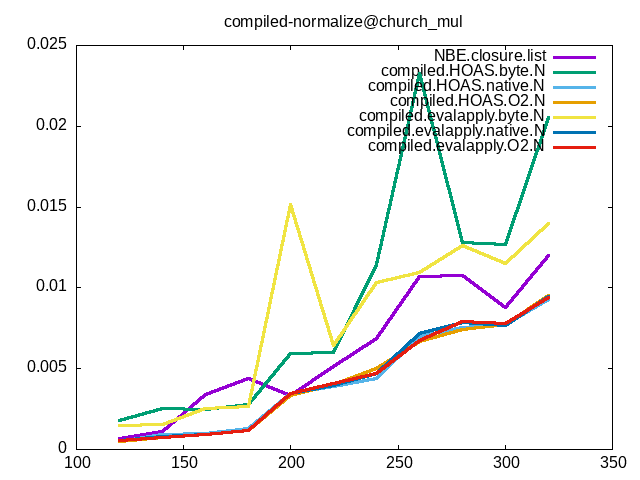 compiled-normalize@church_mul
0.025
0.02
0.015
0.01
0.005
0
100
150
200
250
300
350
NBE.closure.list
compiled.HOAS.byte.N
compiled.HOAS.native.N
compiled.HOAS.O2.N
compiled.evalapply.byte.N
compiled.evalapply.native.N
compiled.evalapply.O2.N